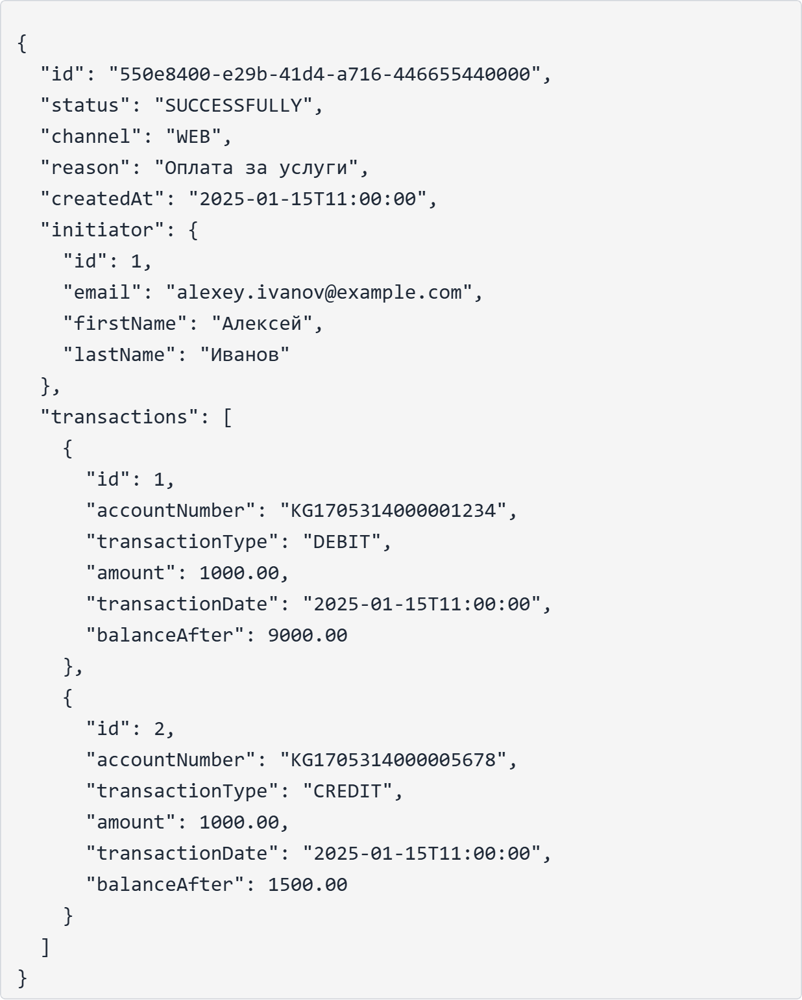 {
  "id": "550e8400-e29b-41d4-a716-446655440000",
  "status": "SUCCESSFULLY",
  "channel": "WEB",
  "reason": "Оплата за услуги",
  "createdAt": "2025-01-15T11:00:00",
  "initiator": {
    "id": 1,
    "email": "alexey.ivanov@example.com",
    "firstName": "Алексей",
    "lastName": "Иванов"
  },
  "transactions": [
    {
      "id": 1,
      "accountNumber": "KG1705314000001234",
      "transactionType": "DEBIT",
      "amount": 1000.00,
      "transactionDate": "2025-01-15T11:00:00",
      "balanceAfter": 9000.00
    },
    {
      "id": 2,
      "accountNumber": "KG1705314000005678",
      "transactionType": "CREDIT",
      "amount": 1000.00,
      "transactionDate": "2025-01-15T11:00:00",
      "balanceAfter": 1500.00
    }
  ]
}